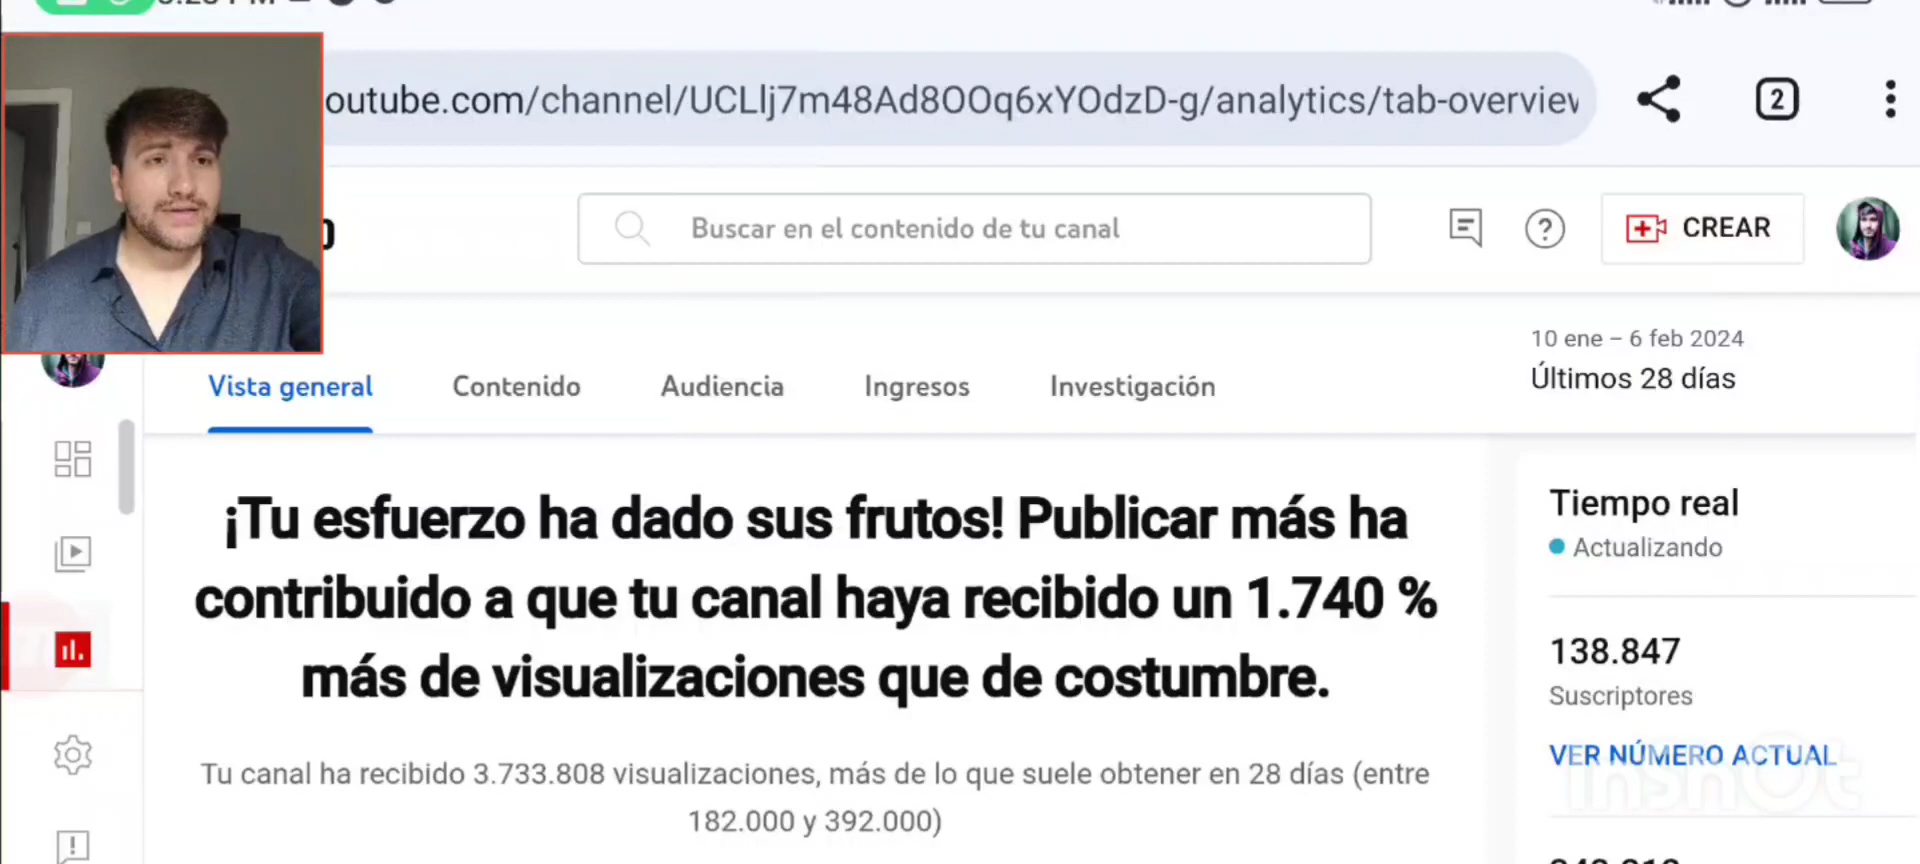 outube.com/channel/UCLlj7m48Ad8OOq6xYOdzD-g/analytics/tab-overview
2
Buscar en el contenido de tu canal
CREAR
10 ene – 6 feb 2024
Últimos 28 días
Vista general
Contenido
Audiencia
Ingresos
Investigación
¡Tu esfuerzo ha dado sus frutos! Publicar más ha
contribuido a que tu canal haya recibido un 1.740 %
más de visualizaciones que de costumbre.
Tu canal ha recibido 3.733.808 visualizaciones, más de lo que suele obtener en 28 días (entre
182.000 y 392.000)
Tiempo real
Actualizando
138.847
Suscriptores
VER NÚMERO ACTUAL
InShOt